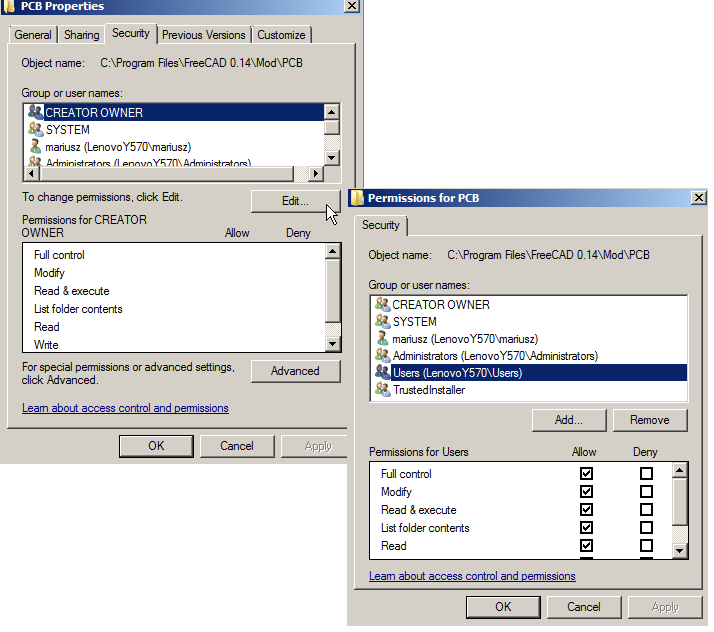 PCB Properties
General Sharing Security Previous Versions Customize
Object name: C:\Program Files\FreeCAD 0.14\Mod\PCB
Group or user names:
CREATOR OWNER
SYSTEM
mariusz (LenovoY570\mariusz)
Administrators (LenovoY570\Administrators)
To change permissions, click Edit.
Edit...
Permissions for CREATOR
OWNER
Allow Deny
Full control
Modify
Read & execute
List folder contents
Read
Write
For special permissions or advanced settings,
click Advanced.
Advanced
Learn about access control and permissions
OK Cancel Apply
Permissions for PCB
Security
Object name: C:\Program Files\FreeCAD 0.14\Mod\PCB
Group or user names:
CREATOR OWNER
SYSTEM
mariusz (LenovoY570\mariusz)
Administrators (LenovoY570\Administrators)
Users (LenovoY570\Users)
TrustedInstaller
Add... Remove
Permissions for Users Allow Deny
Full control
Modify
Read & execute
List folder contents
Read
Learn about access control and permissions
OK Cancel Apply